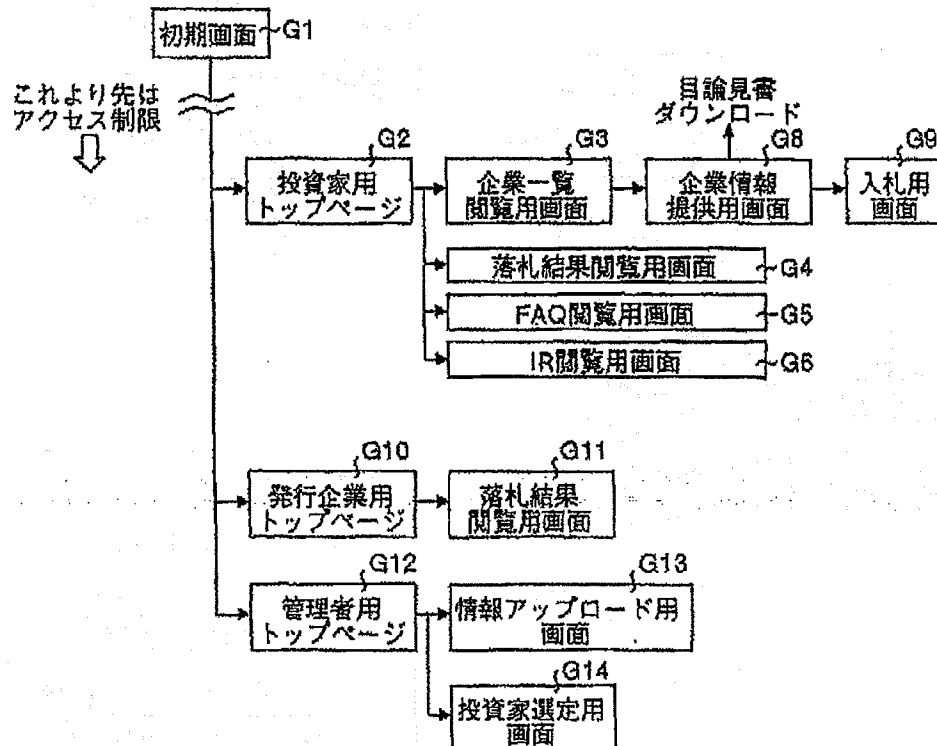 初期画面
G1
これより先は
アクセス制限
目論見書
ダウンロード
G2
投資家用
トップページ
G3
企業一覧
閲覧用画面
G8
企業情報
提供用画面
G9
入札用
画面
落札結果閲覧用画面
G4
FAQ閲覧用画面
G5
IR閲覧用画面
G6
G10
発行企業用
トップページ
G11
落札結果
閲覧用画面
G12
管理者用
トップページ
G13
情報アップロード用
画面
G14
投資家選定用
画面